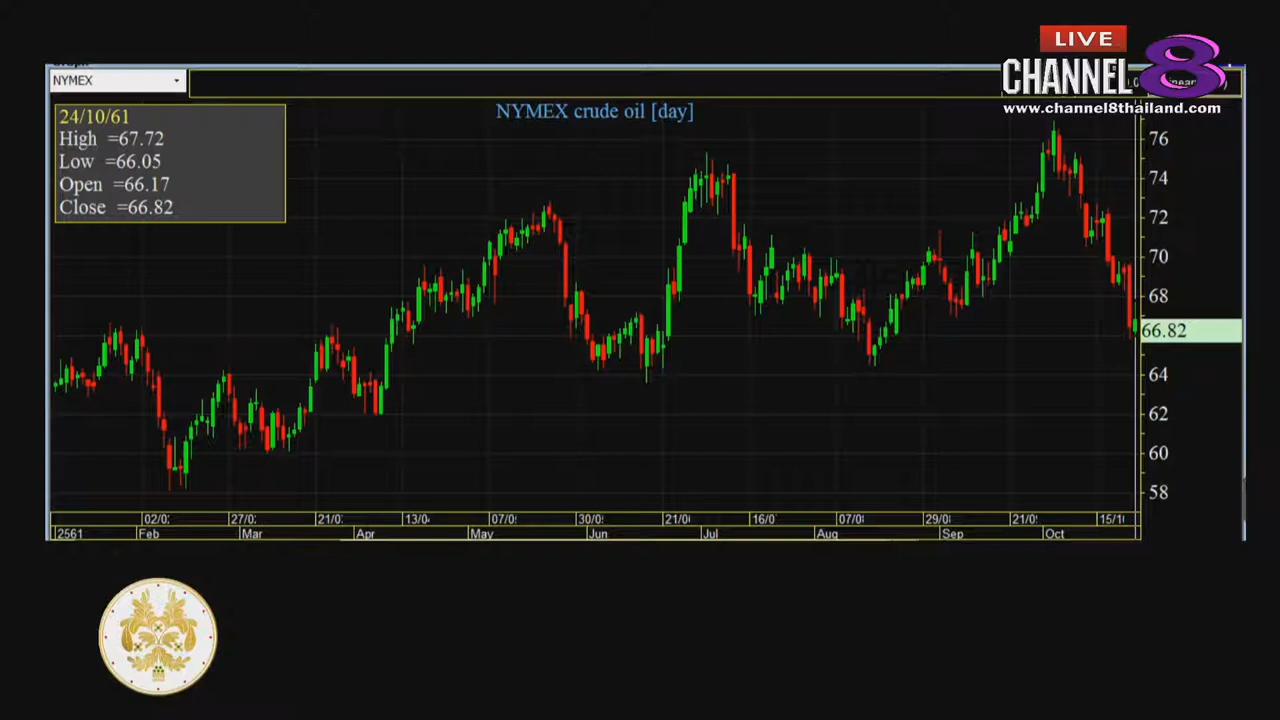 LIVE
CHANNEL 8
www.channel8thailand.com
NYMEX
NYMEX crude oil [day]
24/10/61
High =67.72
Low =66.05
Open =66.17
Close =66.82
76
74
72
70
68
66.82
64
62
60
58
02/0 27/0 21/0 13/0 07/0 30/0 21/0 16/0 07/0 29/0 21/0 15/1
2561 Feb Mar Apr May Jun Jul Aug Sep Oct